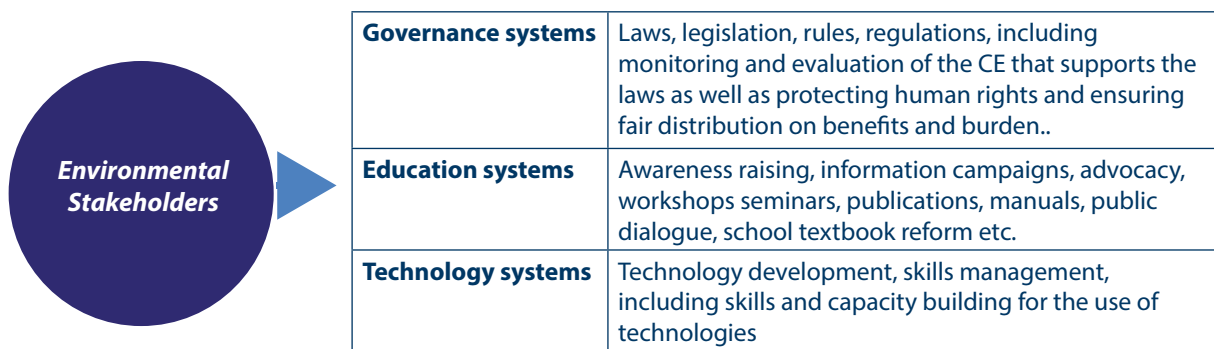 Environmental
Stakeholders
Governance systems
Laws, legislation, rules, regulations, including
monitoring and evaluation of the CE that supports the
laws as well as protecting human rights and ensuring
fair distribution on benefits and burden..
Education systems
Awareness raising, information campaigns, advocacy,
workshops seminars, publications, manuals, public
dialogue, school textbook reform etc.
Technology systems
Technology development, skills management,
including skills and capacity building for the use of
technologies